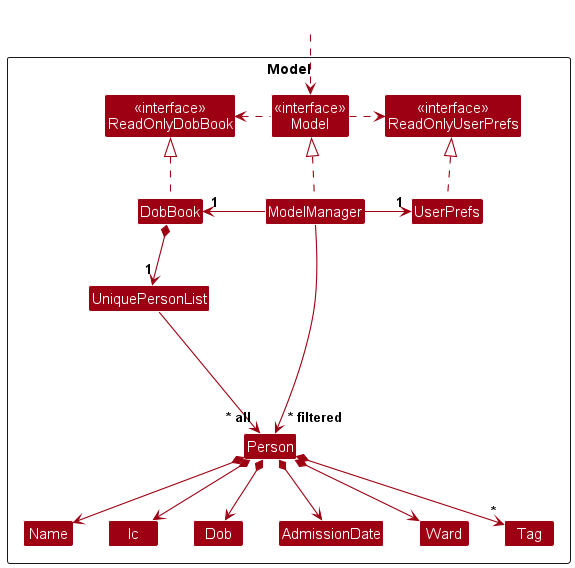 Model
«interface»
ReadOnlyDobBook
«interface»
Model
«interface»
ReadOnlyUserPrefs
DobBook
1
ModelManager
1
UserPrefs
1
UniquePersonList
* all
* filtered
Person
*
Name
Ic
Dob
AdmissionDate
Ward
Tag